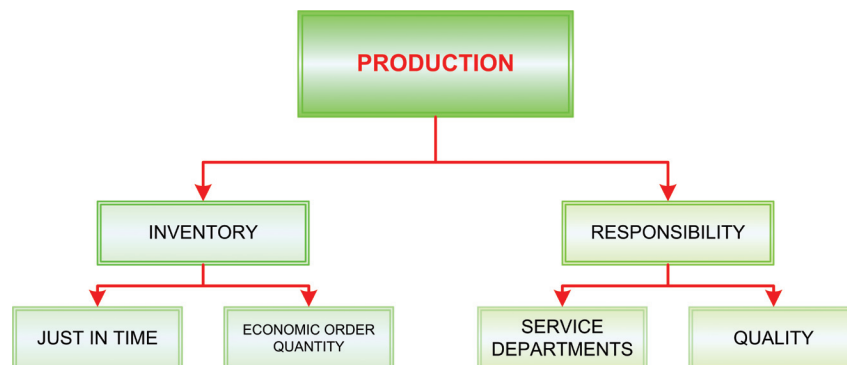 PRODUCTION
INVENTORY
RESPONSIBILITY
JUST IN TIME
ECONOMIC ORDER
QUANTITY
SERVICE
DEPARTMENTS
QUALITY